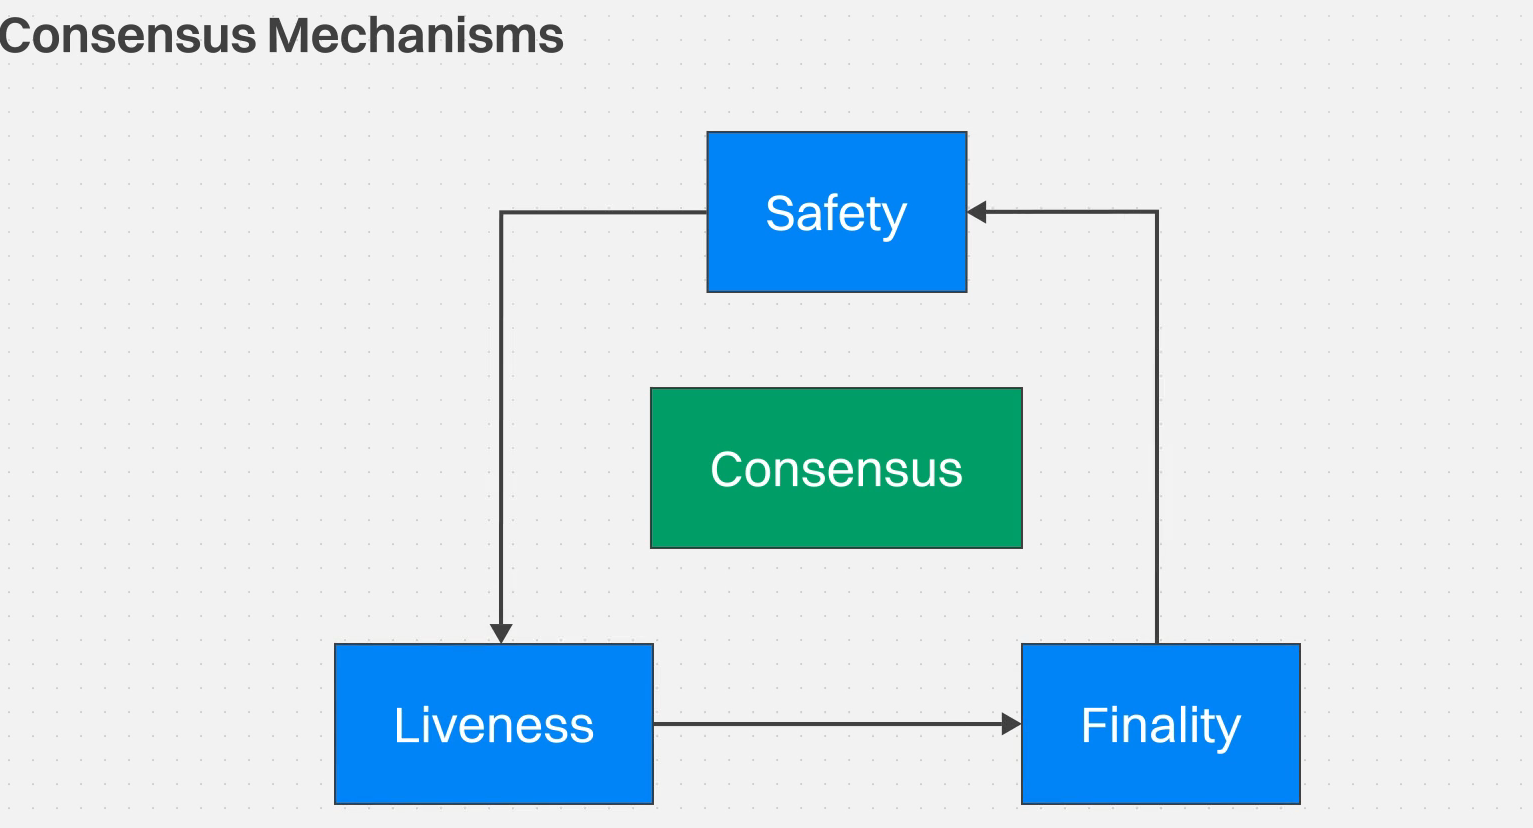 Consensus Mechanisms
Safety
Consensus
Liveness
Finality